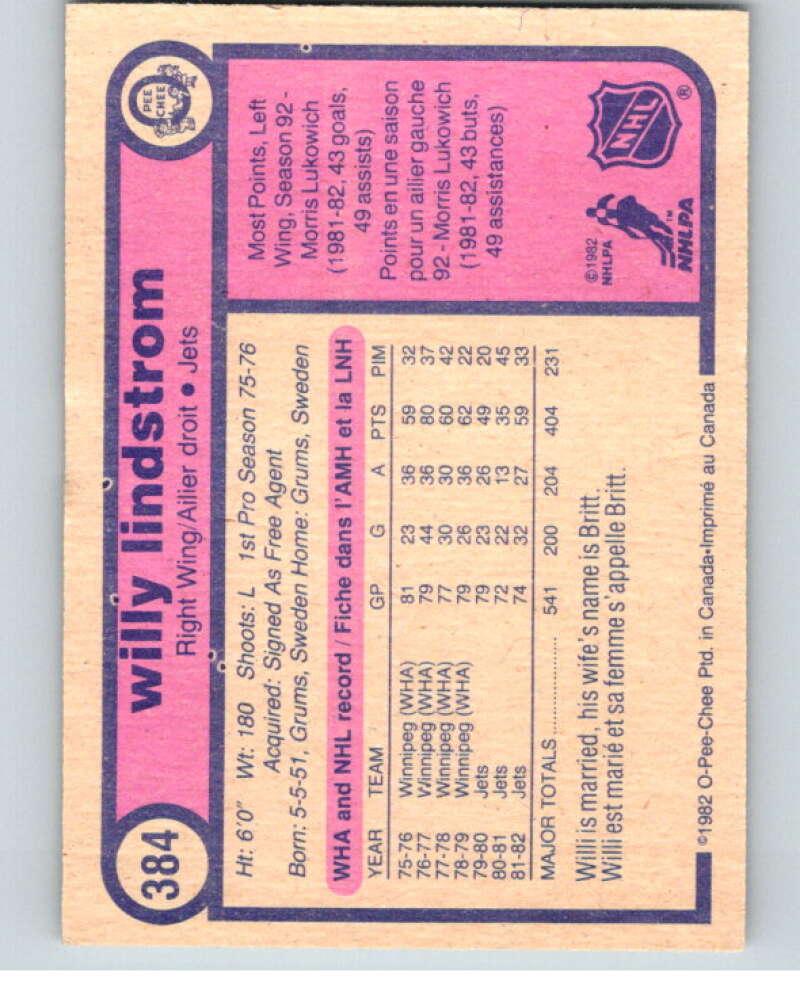 384
willy lindstrom
Right Wing/Ailier droit • Jets
O PEE CHEE
Ht: 6'0" Wt: 180 Shoots: L 1st Pro Season 75-76
Acquired: Signed As Free Agent
Born: 5-5-51, Grums, Sweden Home: Grums, Sweden
WHA and NHL record / Fiche dans l'AMH et la LNH
YEAR TEAM GP G A PTS PIM
75-76 Winnipeg (WHA) 81 23 36 59 32
76-77 Winnipeg (WHA) 79 44 36 80 37
77-78 Winnipeg (WHA) 77 30 30 60 42
78-79 Winnipeg (WHA) 79 26 36 62 22
79-80 Jets 79 23 26 49 20
80-81 Jets 72 22 13 35 45
81-82 Jets 74 32 27 59 33
MAJOR TOTALS .............. 541 200 204 404 231
Willi is married, his wife's name is Britt.
Willi est marié et sa femme s'appelle Britt.
©1982 O-Pee-Chee Ptd. in Canada•Imprimé au Canada
Most Points, Left
Wing, Season 92 -
Morris Lukowich
(1981-82, 43 goals,
49 assists)
Points en une saison
pour un ailier gauche
92 - Morris Lukowich
(1981-82, 43 buts,
49 assistances)
©1982
NHLPA
™
NHLPA
NHL
®